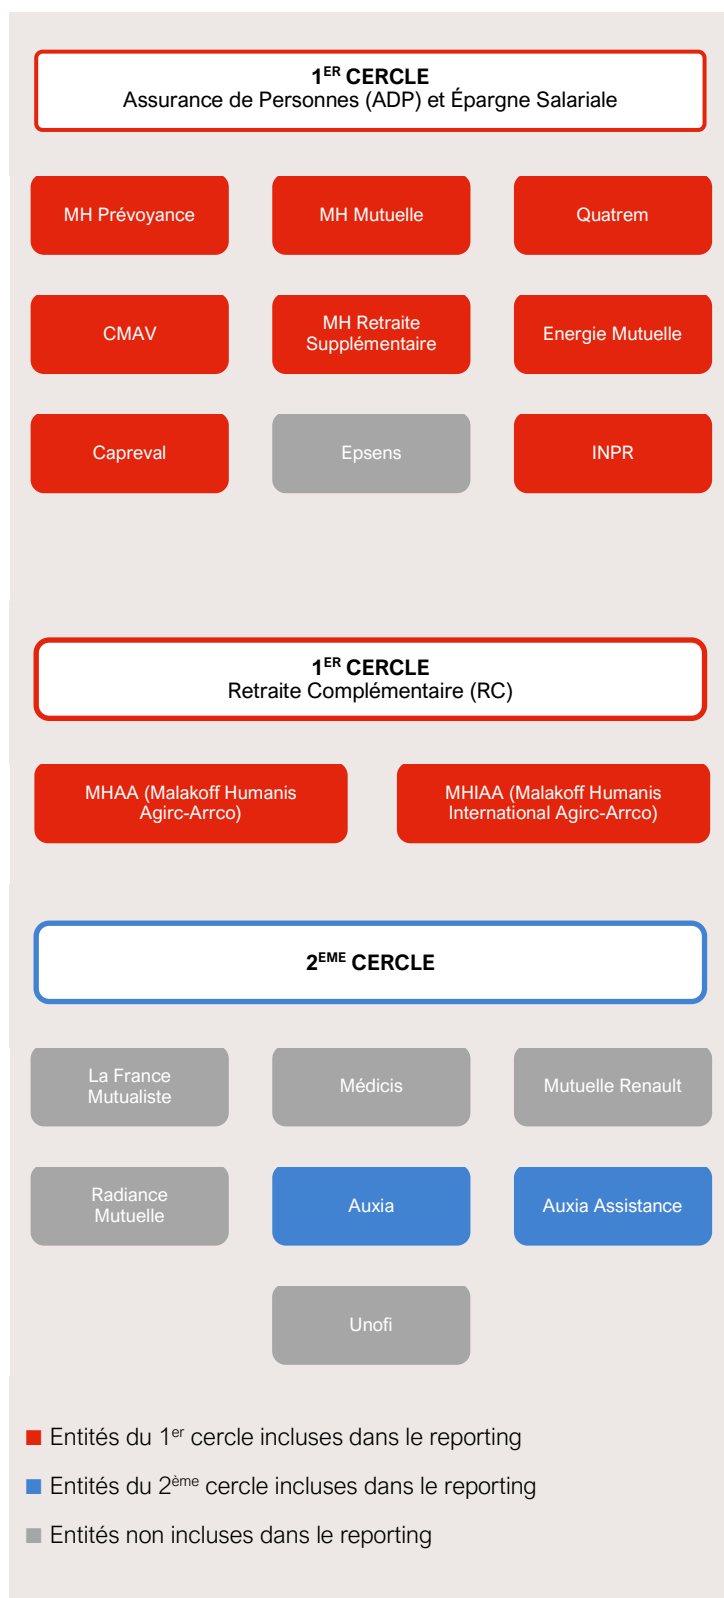 1ER CERCLE
Assurance de Personnes (ADP) et Épargne Salariale
MH Prévoyance
MH Mutuelle
Quatrem
CMAV
MH Retraite
Supplémentaire
Energie Mutuelle
Capreval
Epsens
INPR
1ER CERCLE
Retraite Complémentaire (RC)
MHAA (Malakoff Humanis
Agirc-Arrco)
MHIAA (Malakoff Humanis
International Agirc-Arrco)
2EME CERCLE
La France
Mutualiste
Médicis
Mutuelle Renault
Radiance
Mutuelle
Auxia
Auxia Assistance
Unofi
Entités du 1er cercle incluses dans le reporting
Entités du 2ème cercle incluses dans le reporting
Entités non incluses dans le reporting